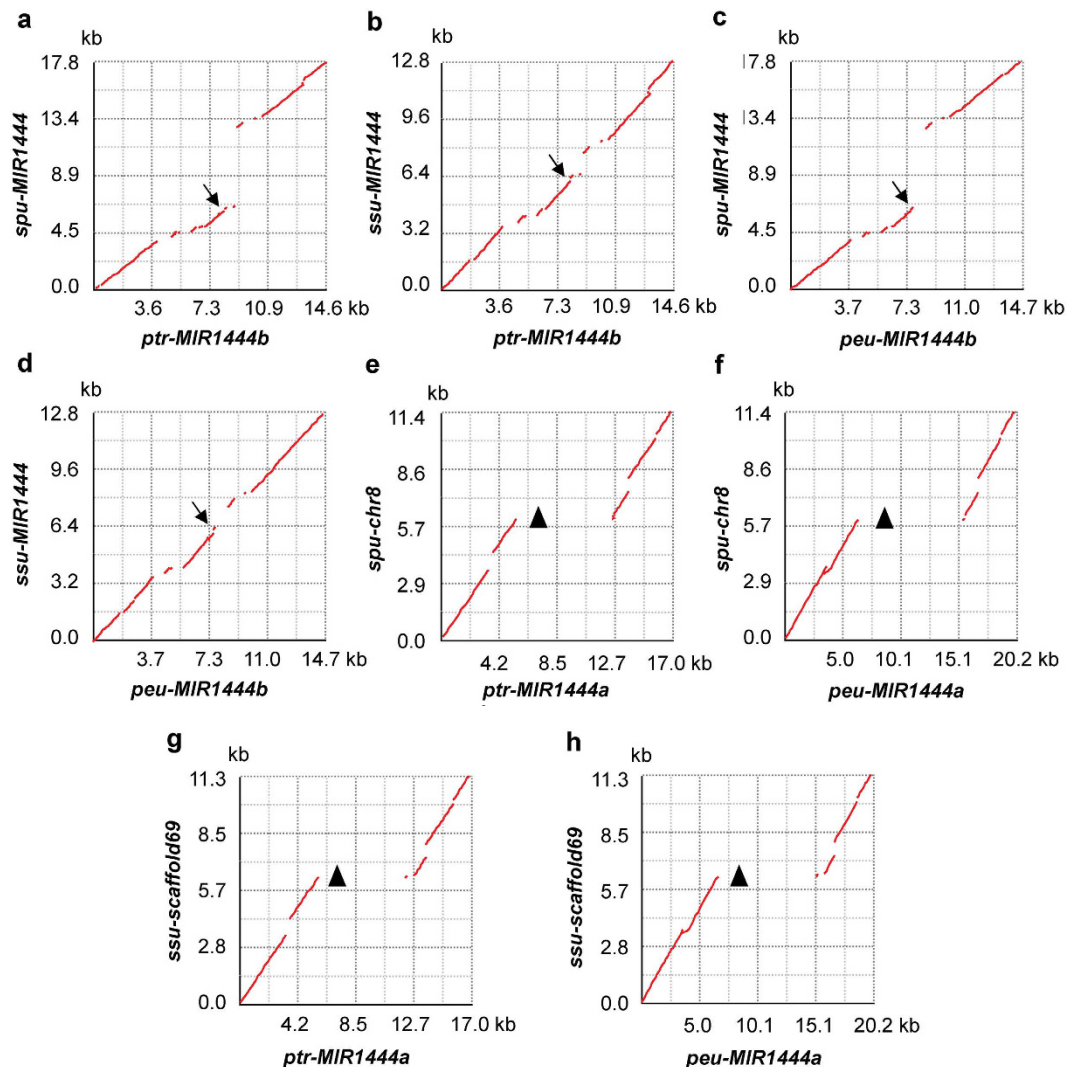 a
kb
17.8
13.4
8.9
4.5
0.0
spu-MIR1444
3.6 7.3 10.9 14.6 kb
ptr-MIR1444b
b
kb
12.8
9.6
6.4
3.2
0.0
ssu-MIR1444
3.6 7.3 10.9 14.6 kb
ptr-MIR1444b
c
kb
17.8
13.4
8.9
4.5
0.0
spu-MIR1444
3.7 7.3 11.0 14.7 kb
peu-MIR1444b
d
kb
12.8
9.6
6.4
3.2
0.0
ssu-MIR1444
3.7 7.3 11.0 14.7 kb
peu-MIR1444b
e
kb
11.4
8.6
5.7
2.9
0.0
spu-chr8
4.2 8.5 12.7 17.0 kb
ptr-MIR1444a
f
kb
11.4
8.6
5.7
2.9
0.0
spu-chr8
5.0 10.1 15.1 20.2 kb
peu-MIR1444a
g
kb
11.3
8.5
5.7
2.8
0.0
ssu-scaffold69
4.2 8.5 12.7 17.0 kb
ptr-MIR1444a
h
kb
11.3
8.5
5.7
2.8
0.0
ssu-scaffold69
5.0 10.1 15.1 20.2 kb
peu-MIR1444a